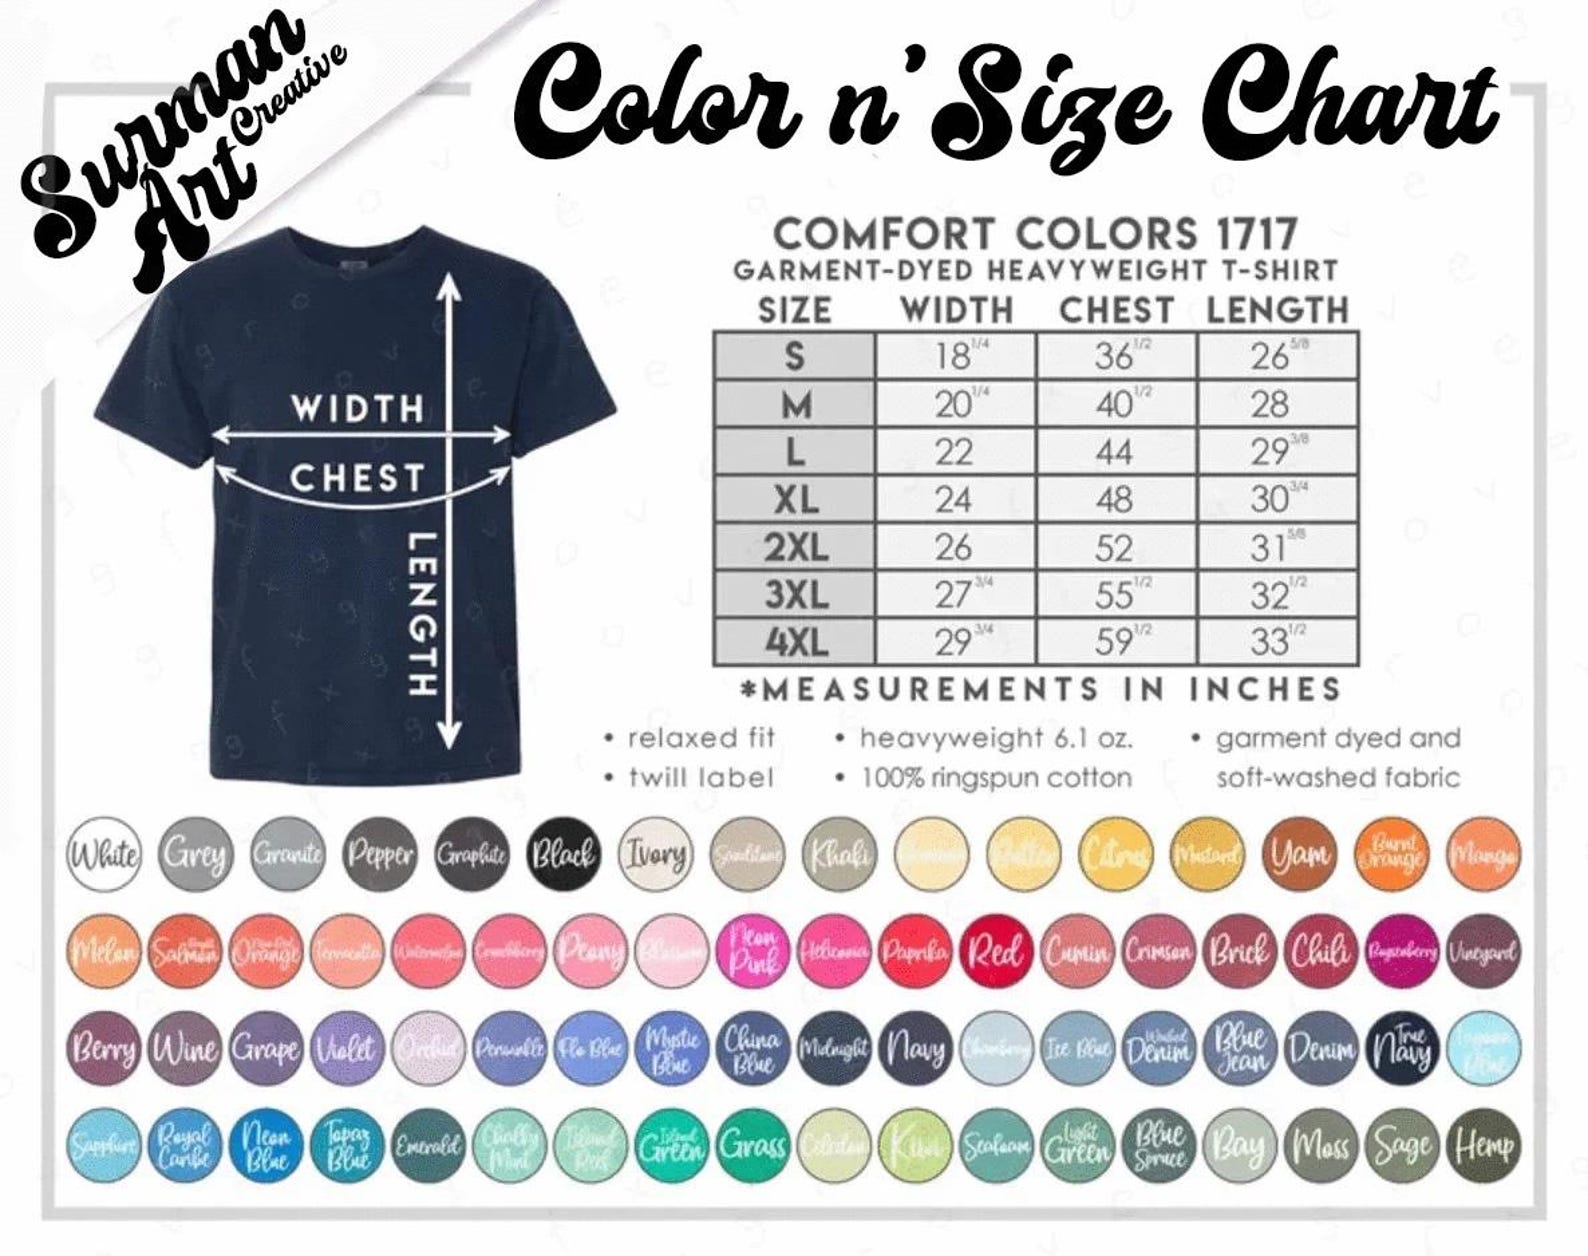 Surman
Art Creative
Color n' Size Chart
COMFORT COLORS 1717
GARMENT-DYED HEAVYWEIGHT T-SHIRT
SIZE WIDTH CHEST LENGTH
S 18 1/4 36 1/2 26 5/8
M 20 1/4 40 1/2 28
L 22 44 29 3/8
XL 24 48 30 3/4
2XL 26 52 31 5/8
3XL 27 3/4 55 1/2 32 1/2
4XL 29 3/4 59 1/2 33 1/2
*MEASUREMENTS IN INCHES
WIDTH
CHEST
LENGTH
• relaxed fit • heavyweight 6.1 oz. • garment dyed and
• twill label • 100% ringspun cotton soft-washed fabric
White Grey Granite Pepper Graphite Black Ivory Sandstone Khaki Butter Citrus Mustard Yam Burnt Orange Mango
Melon Bright Salmon Neon Red Orange Terracotta Watermelon Crunchberry Peony Blossom Neon Pink Heliconia Paprika Red Cumin Crimson Brick Chili Boysenberry Vineyard
Berry Wine Grape Violet Orchid Periwinkle Flo Blue Mystic Blue China Blue Midnight Navy Chambray Ice Blue Washed Denim Blue Jean Denim True Navy Lagoon Blue
Sapphire Royal Caribe Neon Blue Topaz Blue Emerald Chalky Mint Island Reef Island Green Grass Celedon Kiwi Seafoam Light Green Blue Spruce Bay Moss Sage Hemp